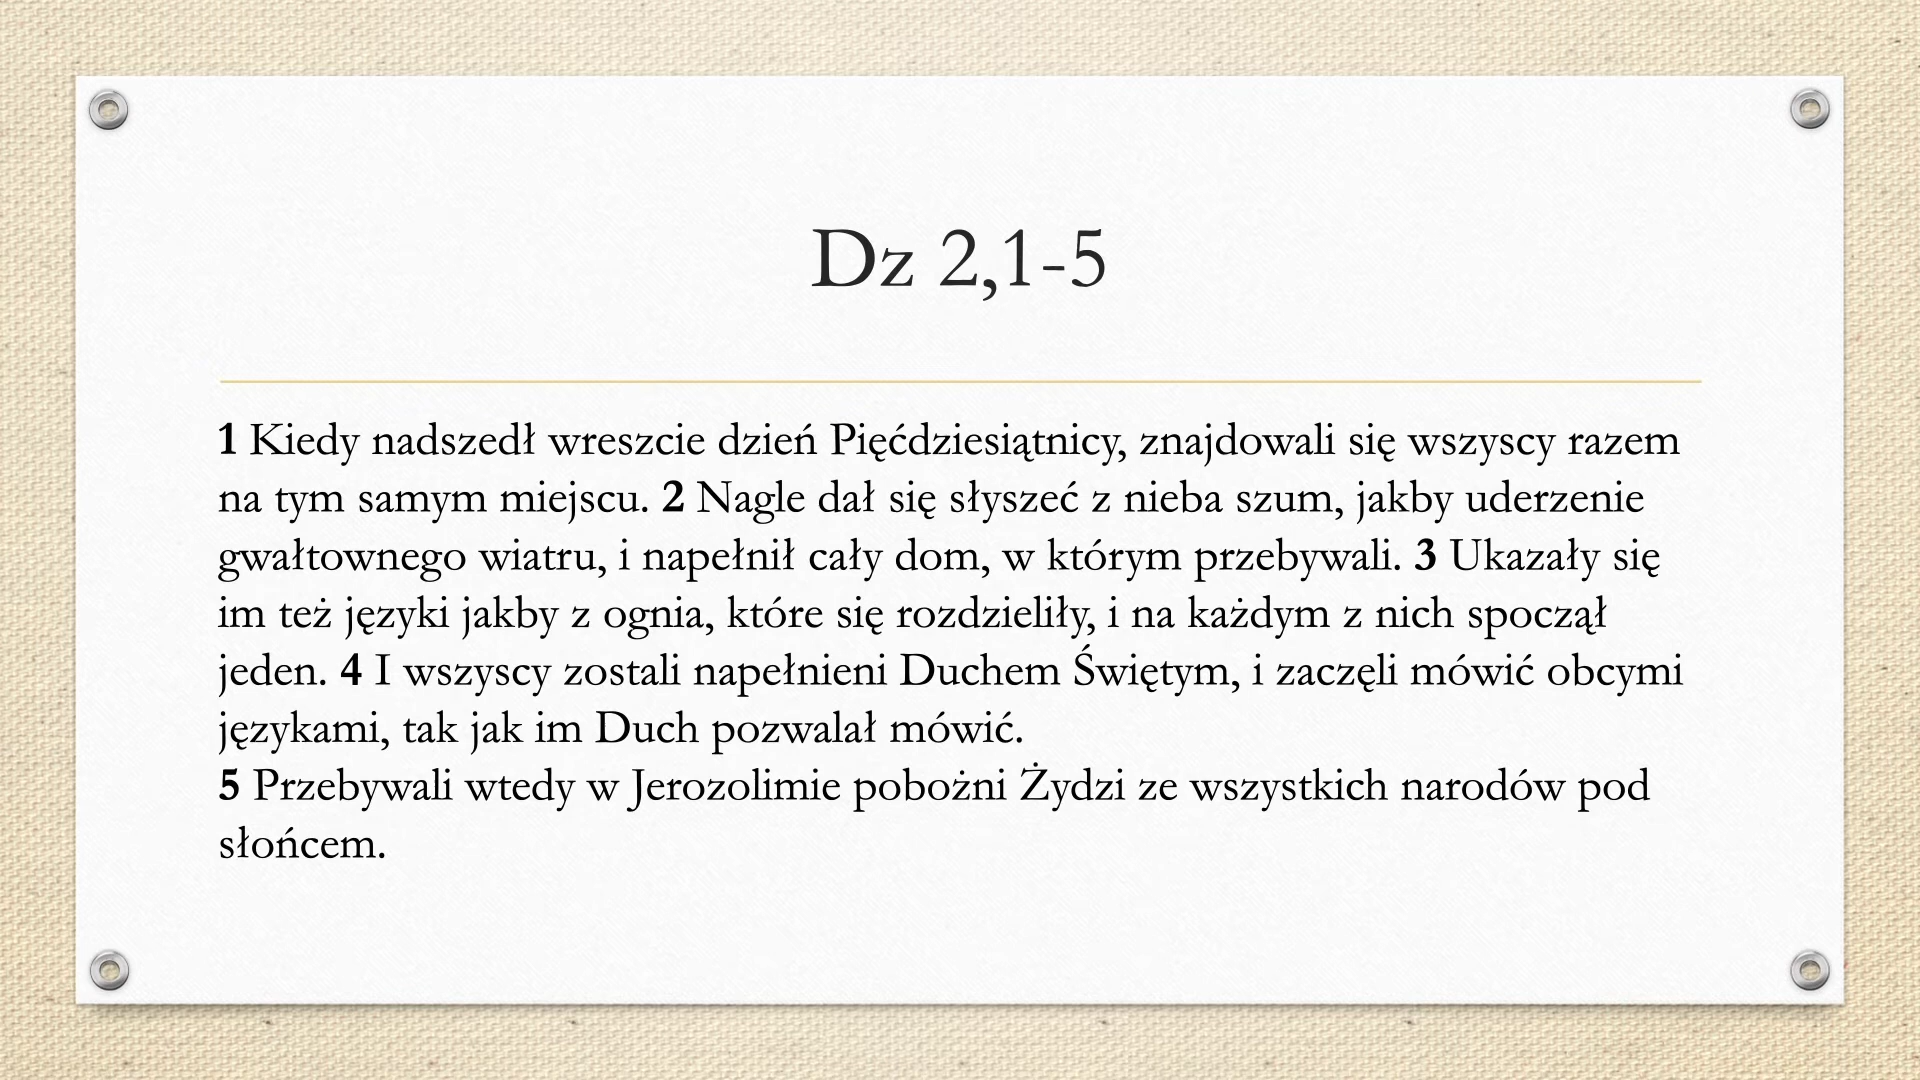 Dz 2,1-5
1 Kiedy nadszedł wreszcie dzień Pięćdziesiątnicy, znajdowali się wszyscy razem
na tym samym miejscu. 2 Nagle dał się słyszeć z nieba szum, jakby uderzenie
gwałtownego wiatru, i napełnił cały dom, w którym przebywali. 3 Ukazały się
im też języki jakby z ognia, które się rozdzieliły, i na każdym z nich spoczął
jeden. 4 I wszyscy zostali napełnieni Duchem Świętym, i zaczęli mówić obcymi
językami, tak jak im Duch pozwalał mówić.
5 Przebywali wtedy w Jerozolimie pobożni Żydzi ze wszystkich narodów pod
słońcem.